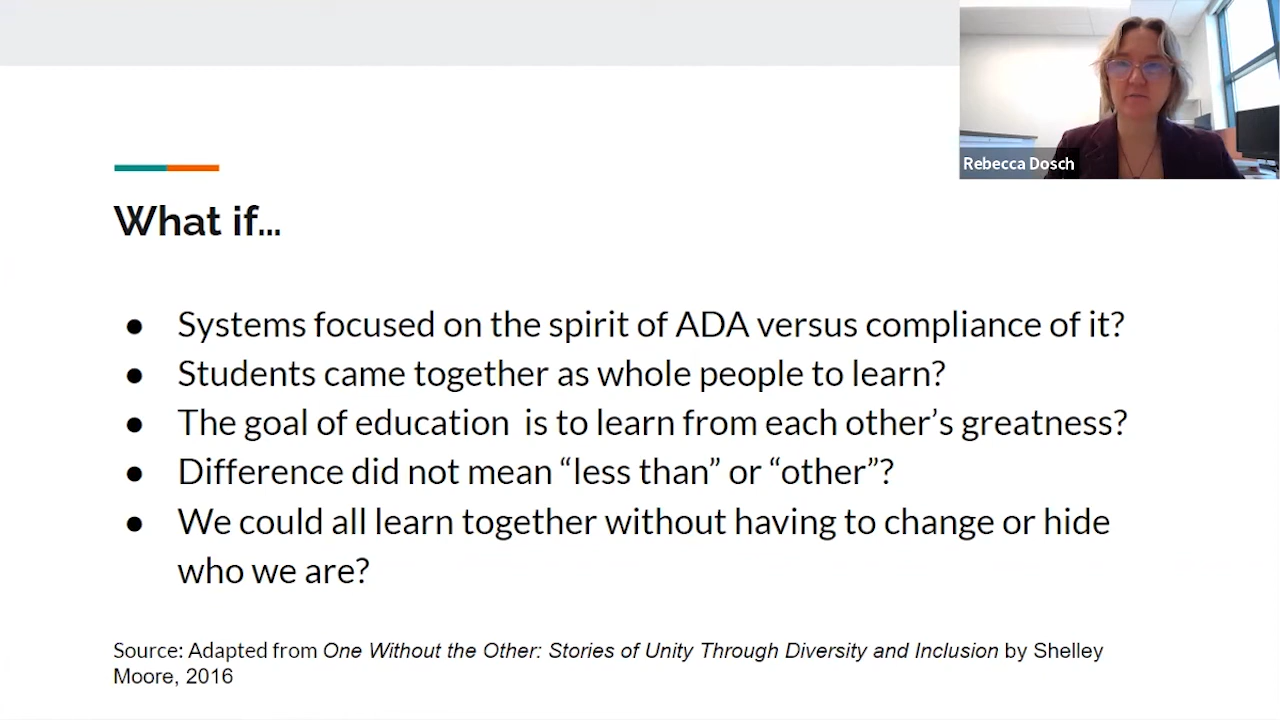 Rebecca Dosch
What if...
● Systems focused on the spirit of ADA versus compliance of it?
● Students came together as whole people to learn?
● The goal of education  is to learn from each other’s greatness?
● Difference did not mean “less than” or “other”?
● We could all learn together without having to change or hide
who we are?
Source: Adapted from One Without the Other: Stories of Unity Through Diversity and Inclusion by Shelley
Moore, 2016